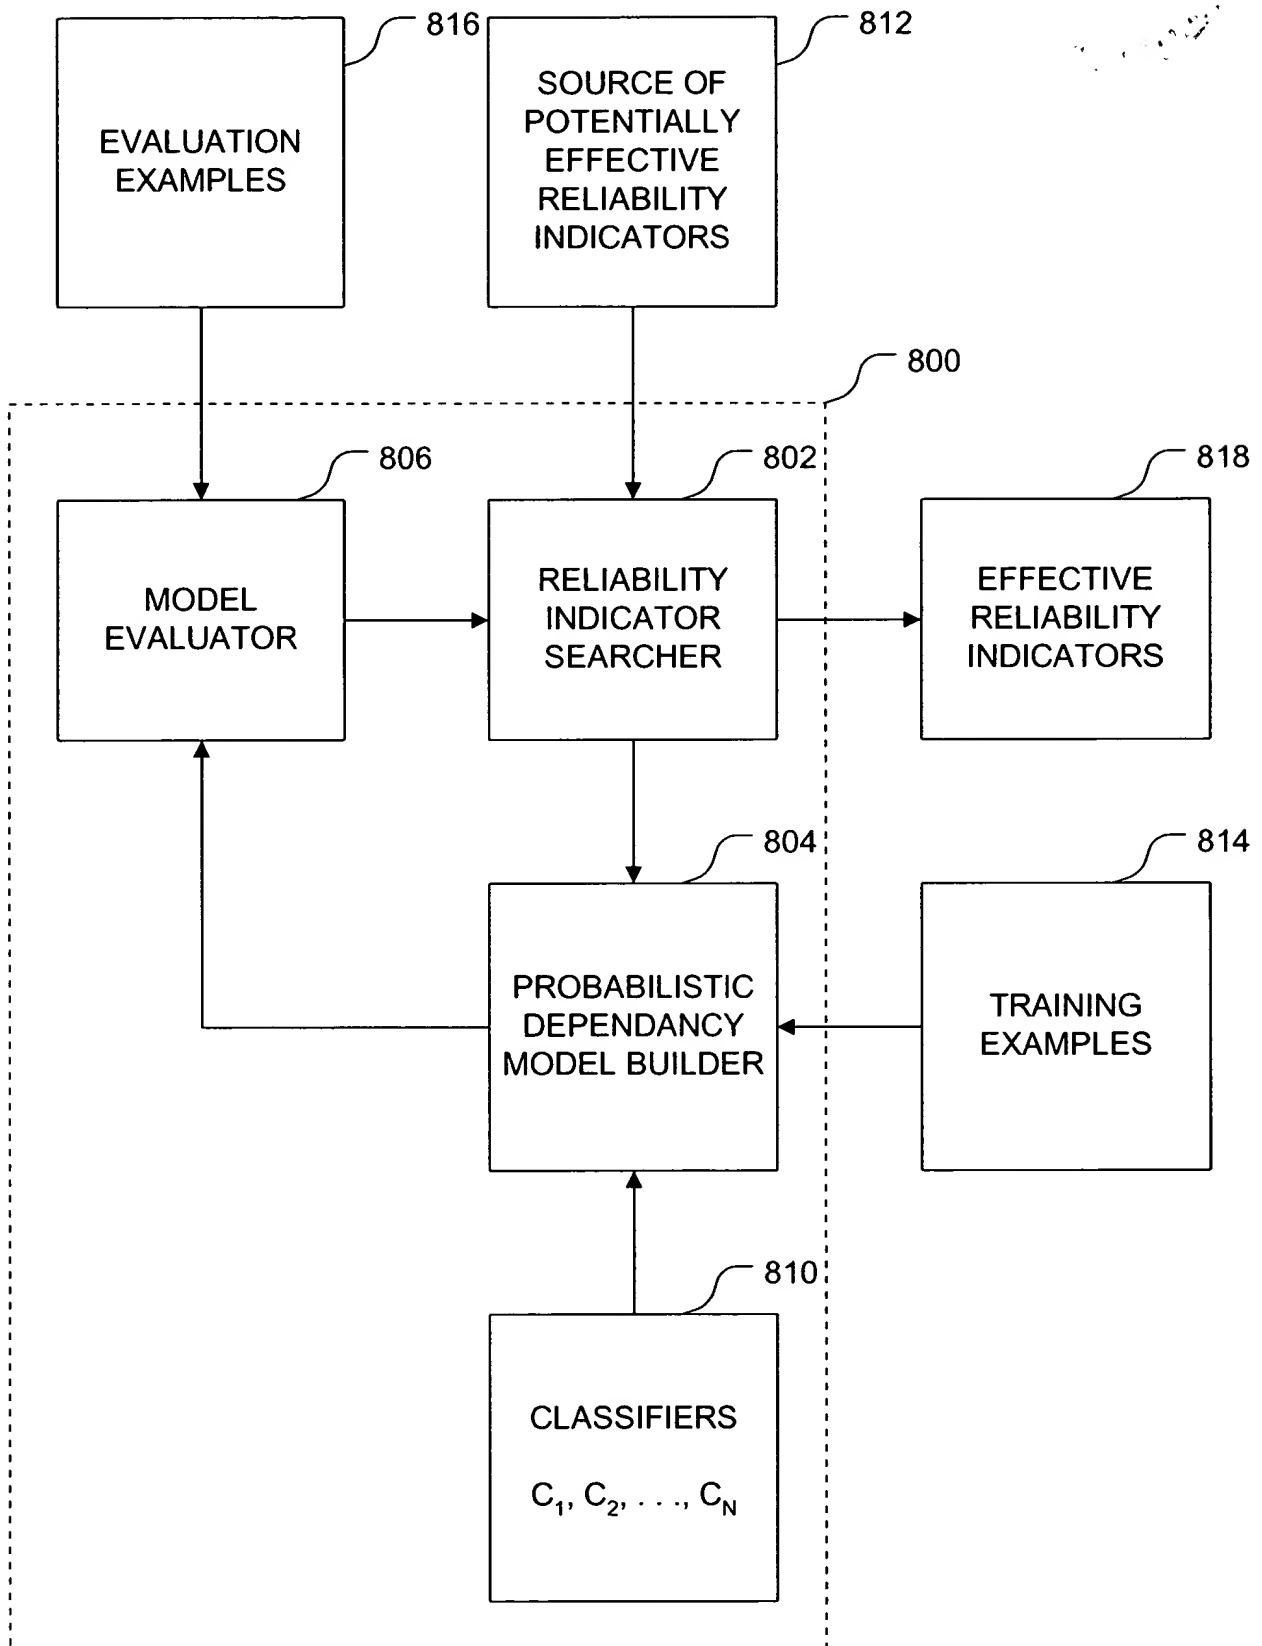 816
812
EVALUATION
EXAMPLES
SOURCE OF
POTENTIALLY
EFFECTIVE
RELIABILITY
INDICATORS
800
806
802
818
MODEL
EVALUATOR
RELIABILITY
INDICATOR
SEARCHER
EFFECTIVE
RELIABILITY
INDICATORS
804
814
PROBABILISTIC
DEPENDANCY
MODEL BUILDER
TRAINING
EXAMPLES
810
CLASSIFIERS
C₁, C₂, . . ., C_N